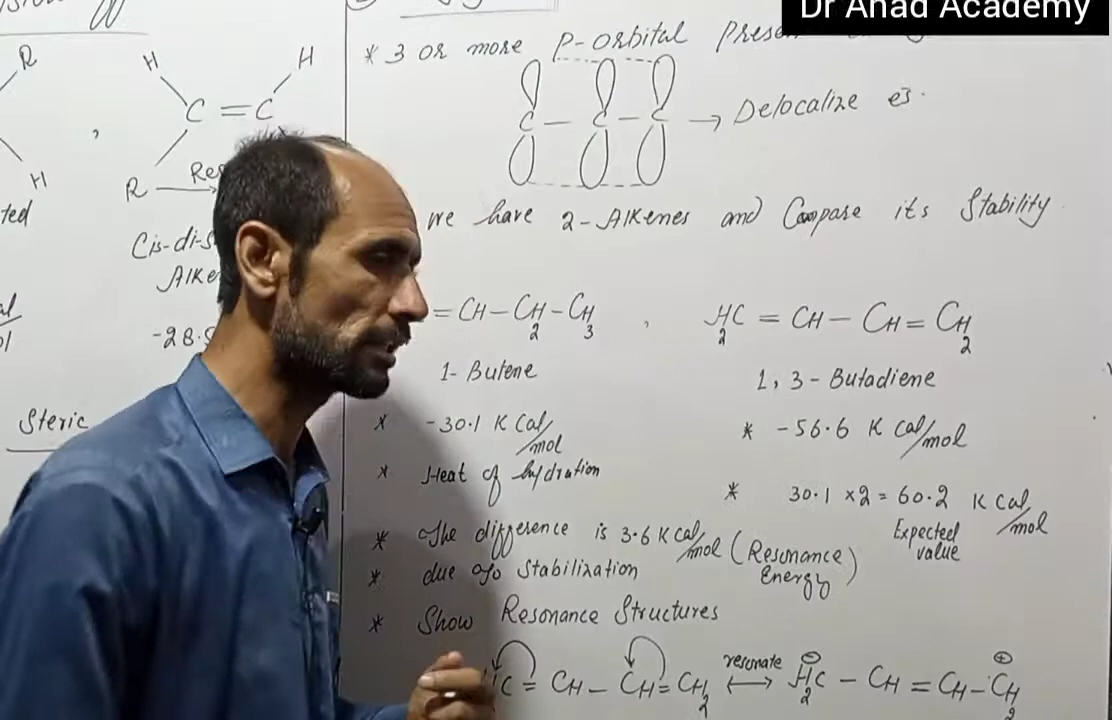 Dr Ahad Academy
* 3 or more P-orbital
C — C — C → Delocalize es.
we have 2-Alkenes and Compare its Stability
= CH — CH2 — CH3 , H2C = CH — CH = CH2
1- Butene
1, 3 - Butadiene
* -30.1 K Cal/mol
* -56.6 K Cal/mol
* Heat of hydration
* 30.1 x2 = 60.2 K Cal/mol
Expected value
* The difference is 3.6 K Cal/mol (Resonance Energy)
* due to Stabilization
* Show Resonance Structures
C = CH — CH = CH2 resonate ⟷ H2C⊖ — CH = CH — CH2⊕
R
H
H H
C = C
, R
Cis-di-s
Alke
-28.5
Steric